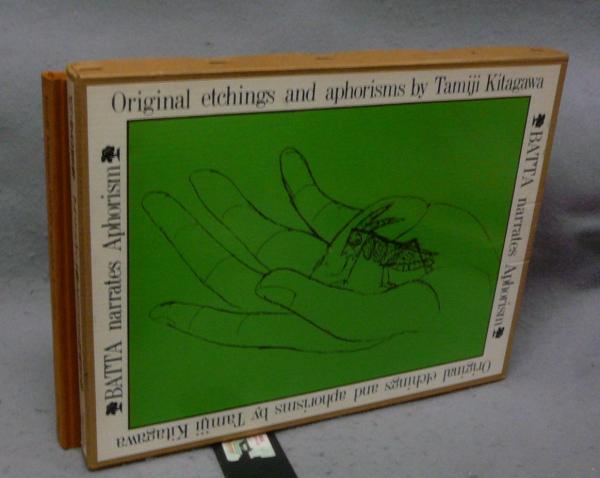 Original etchings and aphorisms by Tamiji Kitagawa
BATTA narrates Aphorism
Original etchings and aphorisms by Tamiji Kitagawa
BATTA narrates Aphorism